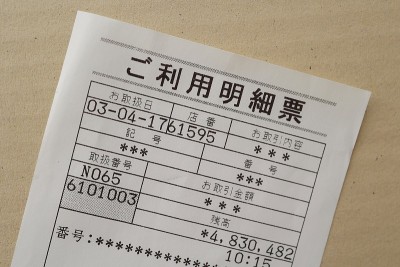 ご利用明細票
お取扱日 店番 お取引内容
03-04-17 61595 ***
記号 番号
*** ***
取扱番号 お取引金額
N065 ***
6101003 残高
*4,830,482
10:15
番号:*************